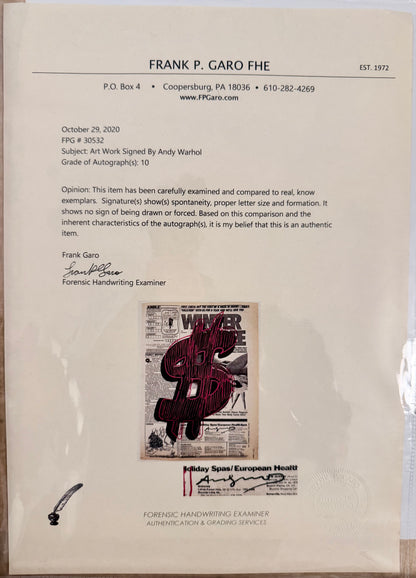 FRANK P. GARO FHE
EST. 1972
P.O. Box 4 • Coopersburg, PA 18036 • 610-282-4269
www.FPGaro.com
October 29, 2020
FPG # 30532
Subject: Art Work Signed By Andy Warhol
Grade of Autograph(s): 10
Opinion: This item has been carefully examined and compared to real, know
exemplars. Signature(s) show(s) spontaneity, proper letter size and formation. It
shows no sign of being drawn or forced. Based on this comparison and the
inherent characteristics of the autograph(s), it is my belief that this is an authentic
item.
Frank Garo
Frank P Garo
Forensic Handwriting Examiner
WINTER
Holiday Spas/European Health
FORENSIC HANDWRITING EXAMINER
AUTHENTICATION & GRADING SERVICES